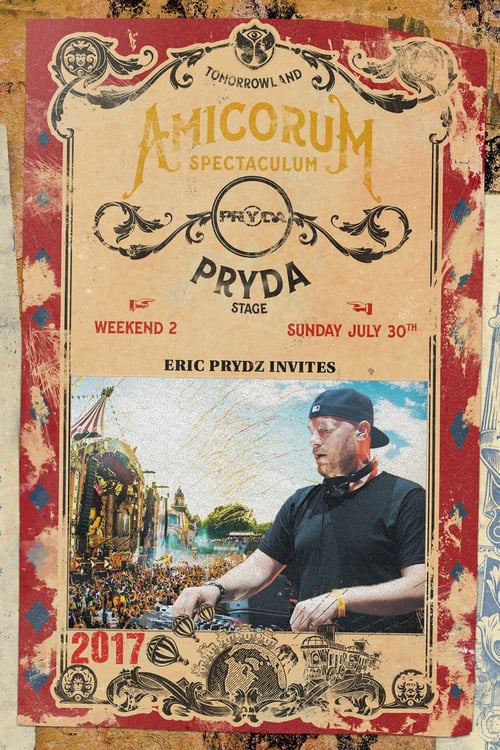 TOMORROWLAND
AMICORUM
SPECTACULUM
PRYDA
PRYDA
STAGE
WEEKEND 2
SUNDAY JULY 30TH
ERIC PRYDZ INVITES
2017